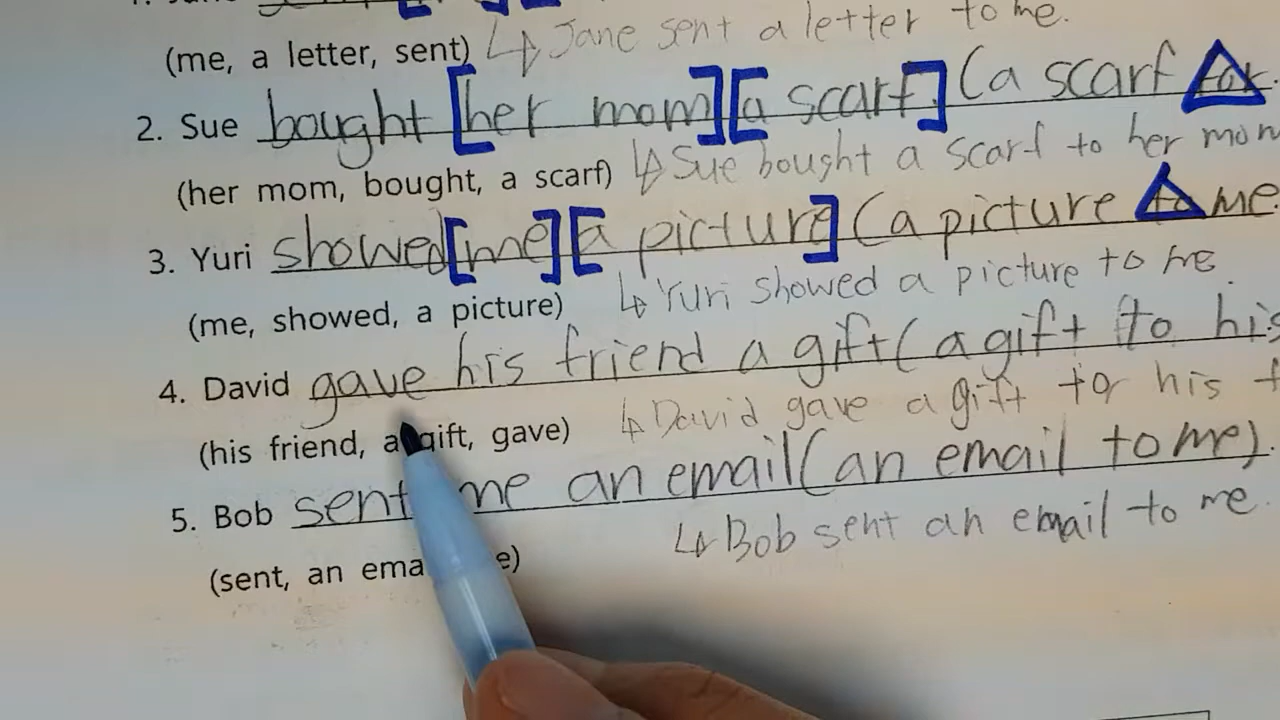 (me, a letter, sent) ↳ Jane sent a letter to me.
2. Sue bought [her mom] [a scarf]. (a scarf for
(her mom, bought, a scarf) ↳ Sue bought a scarf to her mom
3. Yuri showed [me] [a picture] (a picture to me.
(me, showed, a picture) ↳ Yuri showed a picture to me.
4. David gave his friend a gift (a gift to his
(his friend, a gift, gave) ↳ David gave a gift to his f
5. Bob sent me an email (an email to me).
(sent, an ema e) ↳ Bob sent an email to me.